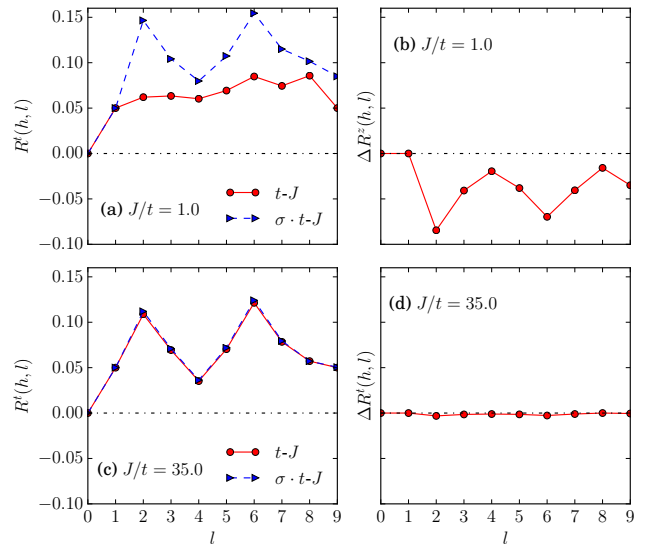 0.15
0.10
0.05
0.00
−0.05
−0.10
R^t(h, l)
t-J
σ · t-J
(a) J/t = 1.0
(b) J/t = 1.0
ΔR^z(h, l)
0.15
0.10
0.05
0.00
−0.05
−0.10
R^t(h, l)
t-J
σ · t-J
(c) J/t = 35.0
0 1 2 3 4 5 6 7 8 9
l
(d) J/t = 35.0
ΔR^t(h, l)
0 1 2 3 4 5 6 7 8 9
l